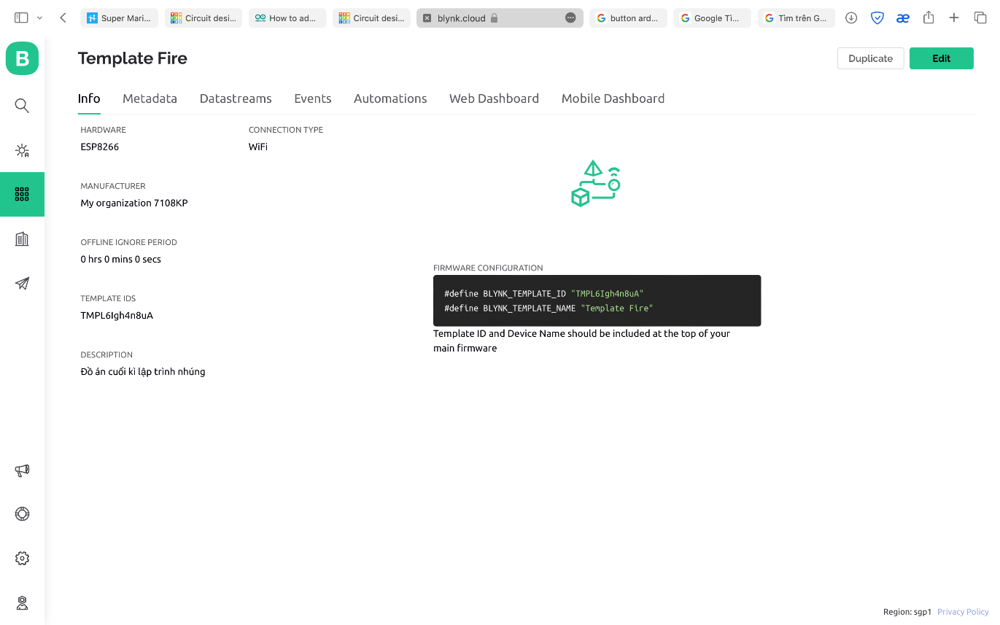 Super Mari...
Circuit desi...
How to ad...
Circuit desi...
blynk.cloud
button ard...
Google Tì...
Tìm trên G...
B
Template Fire
Duplicate
Edit
Info
Metadata
Datastreams
Events
Automations
Web Dashboard
Mobile Dashboard
HARDWARE
ESP8266
CONNECTION TYPE
WiFi
MANUFACTURER
My organization 7108KP
OFFLINE IGNORE PERIOD
0 hrs 0 mins 0 secs
TEMPLATE IDS
TMPL6Igh4n8uA
DESCRIPTION
Đồ án cuối kì lập trình nhúng
FIRMWARE CONFIGURATION
#define BLYNK_TEMPLATE_ID "TMPL6Igh4n8uA"
#define BLYNK_TEMPLATE_NAME "Template Fire"
Template ID and Device Name should be included at the top of your
main firmware
Region: sgp1
Privacy Policy